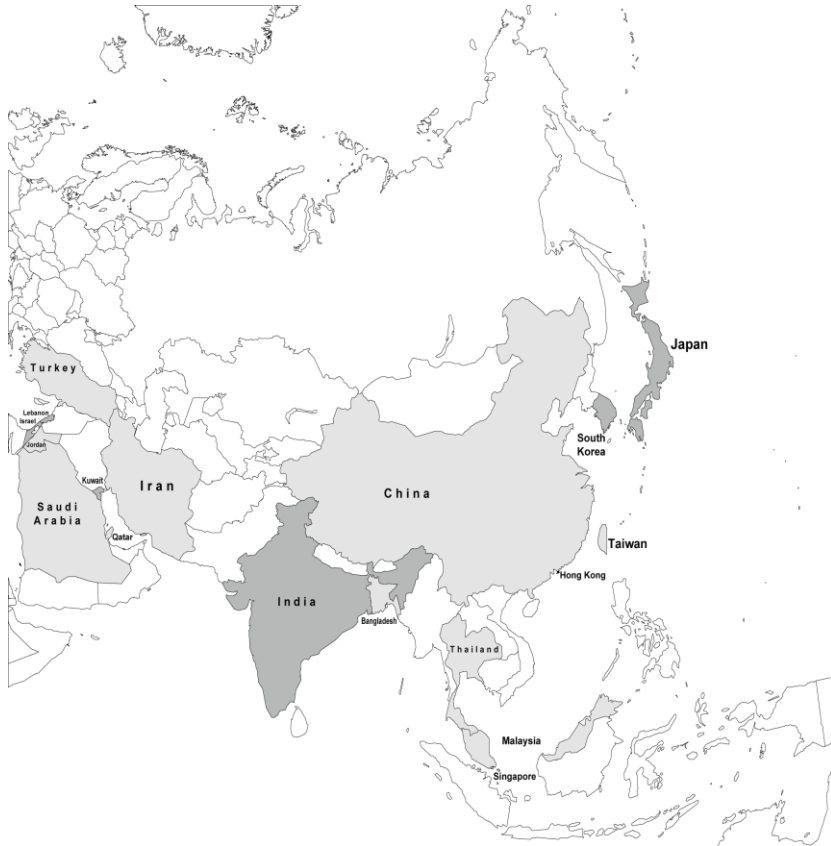 Japan
Turkey
Lebanon
Israel
Jordan
South
Korea
Iran
Kuwait
China
Saudi
Arabia
Qatar
Taiwan
Hong Kong
India
Bangladesh
Thailand
Malaysia
Singapore